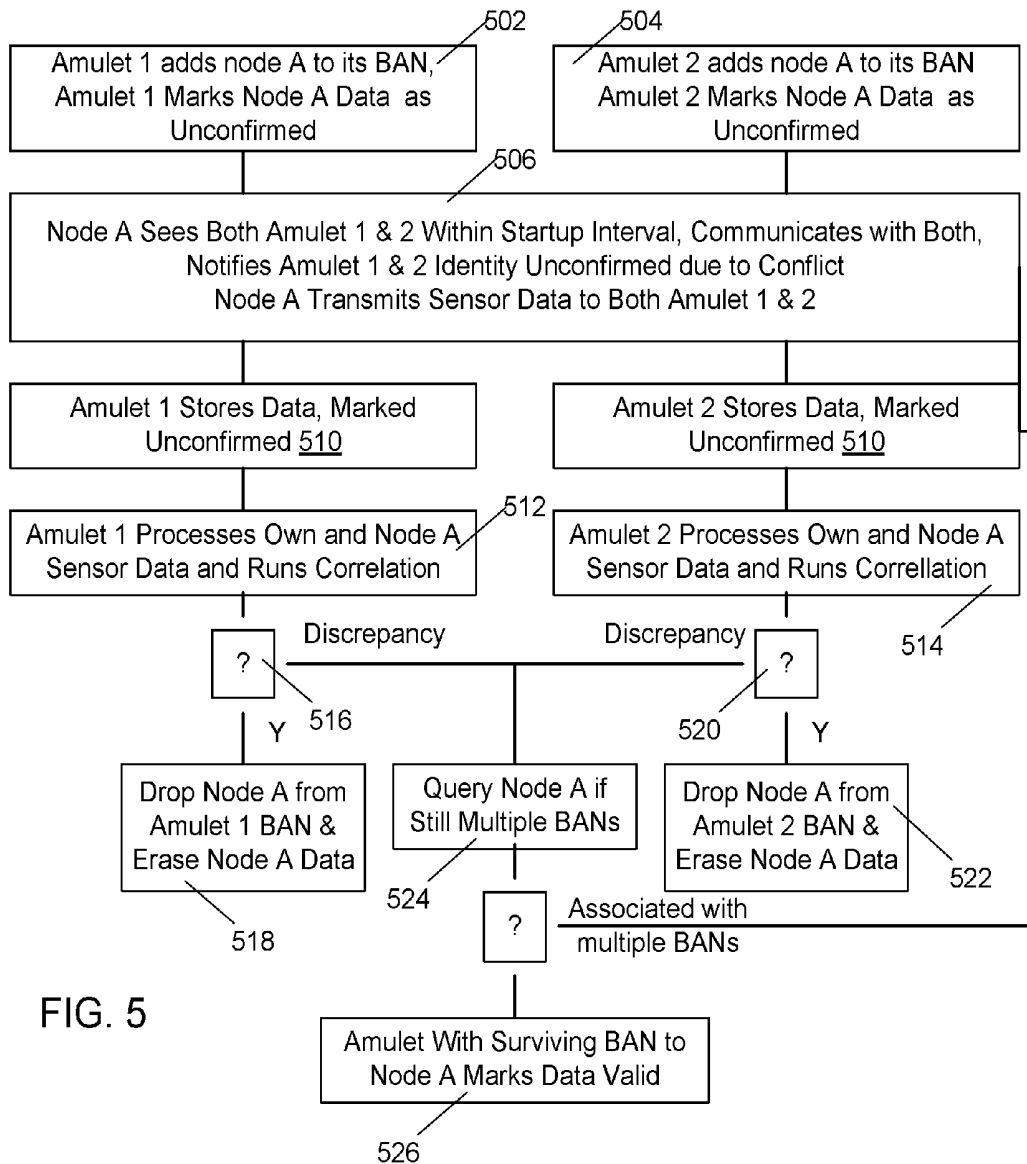 502
504
Amulet 1 adds node A to its BAN,
Amulet 1 Marks Node A Data as
Unconfirmed
Amulet 2 adds node A to its BAN
Amulet 2 Marks Node A Data as
Unconfirmed
506
Node A Sees Both Amulet 1 & 2 Within Startup Interval, Communicates with Both,
Notifies Amulet 1 & 2 Identity Unconfirmed due to Conflict
Node A Transmits Sensor Data to Both Amulet 1 & 2
Amulet 1 Stores Data, Marked
Unconfirmed 510
Amulet 2 Stores Data, Marked
Unconfirmed 510
Amulet 1 Processes Own and Node A
Sensor Data and Runs Correlation
512
Amulet 2 Processes Own and Node A
Sensor Data and Runs Correllation
514
Discrepancy
Discrepancy
?
516
?
520
Y
Y
Drop Node A from
Amulet 1 BAN &
Erase Node A Data
518
Query Node A if
Still Multiple BANs
524
Drop Node A from
Amulet 2 BAN &
Erase Node A Data
522
?
Associated with
multiple BANs
FIG. 5
Amulet With Surviving BAN to
Node A Marks Data Valid
526